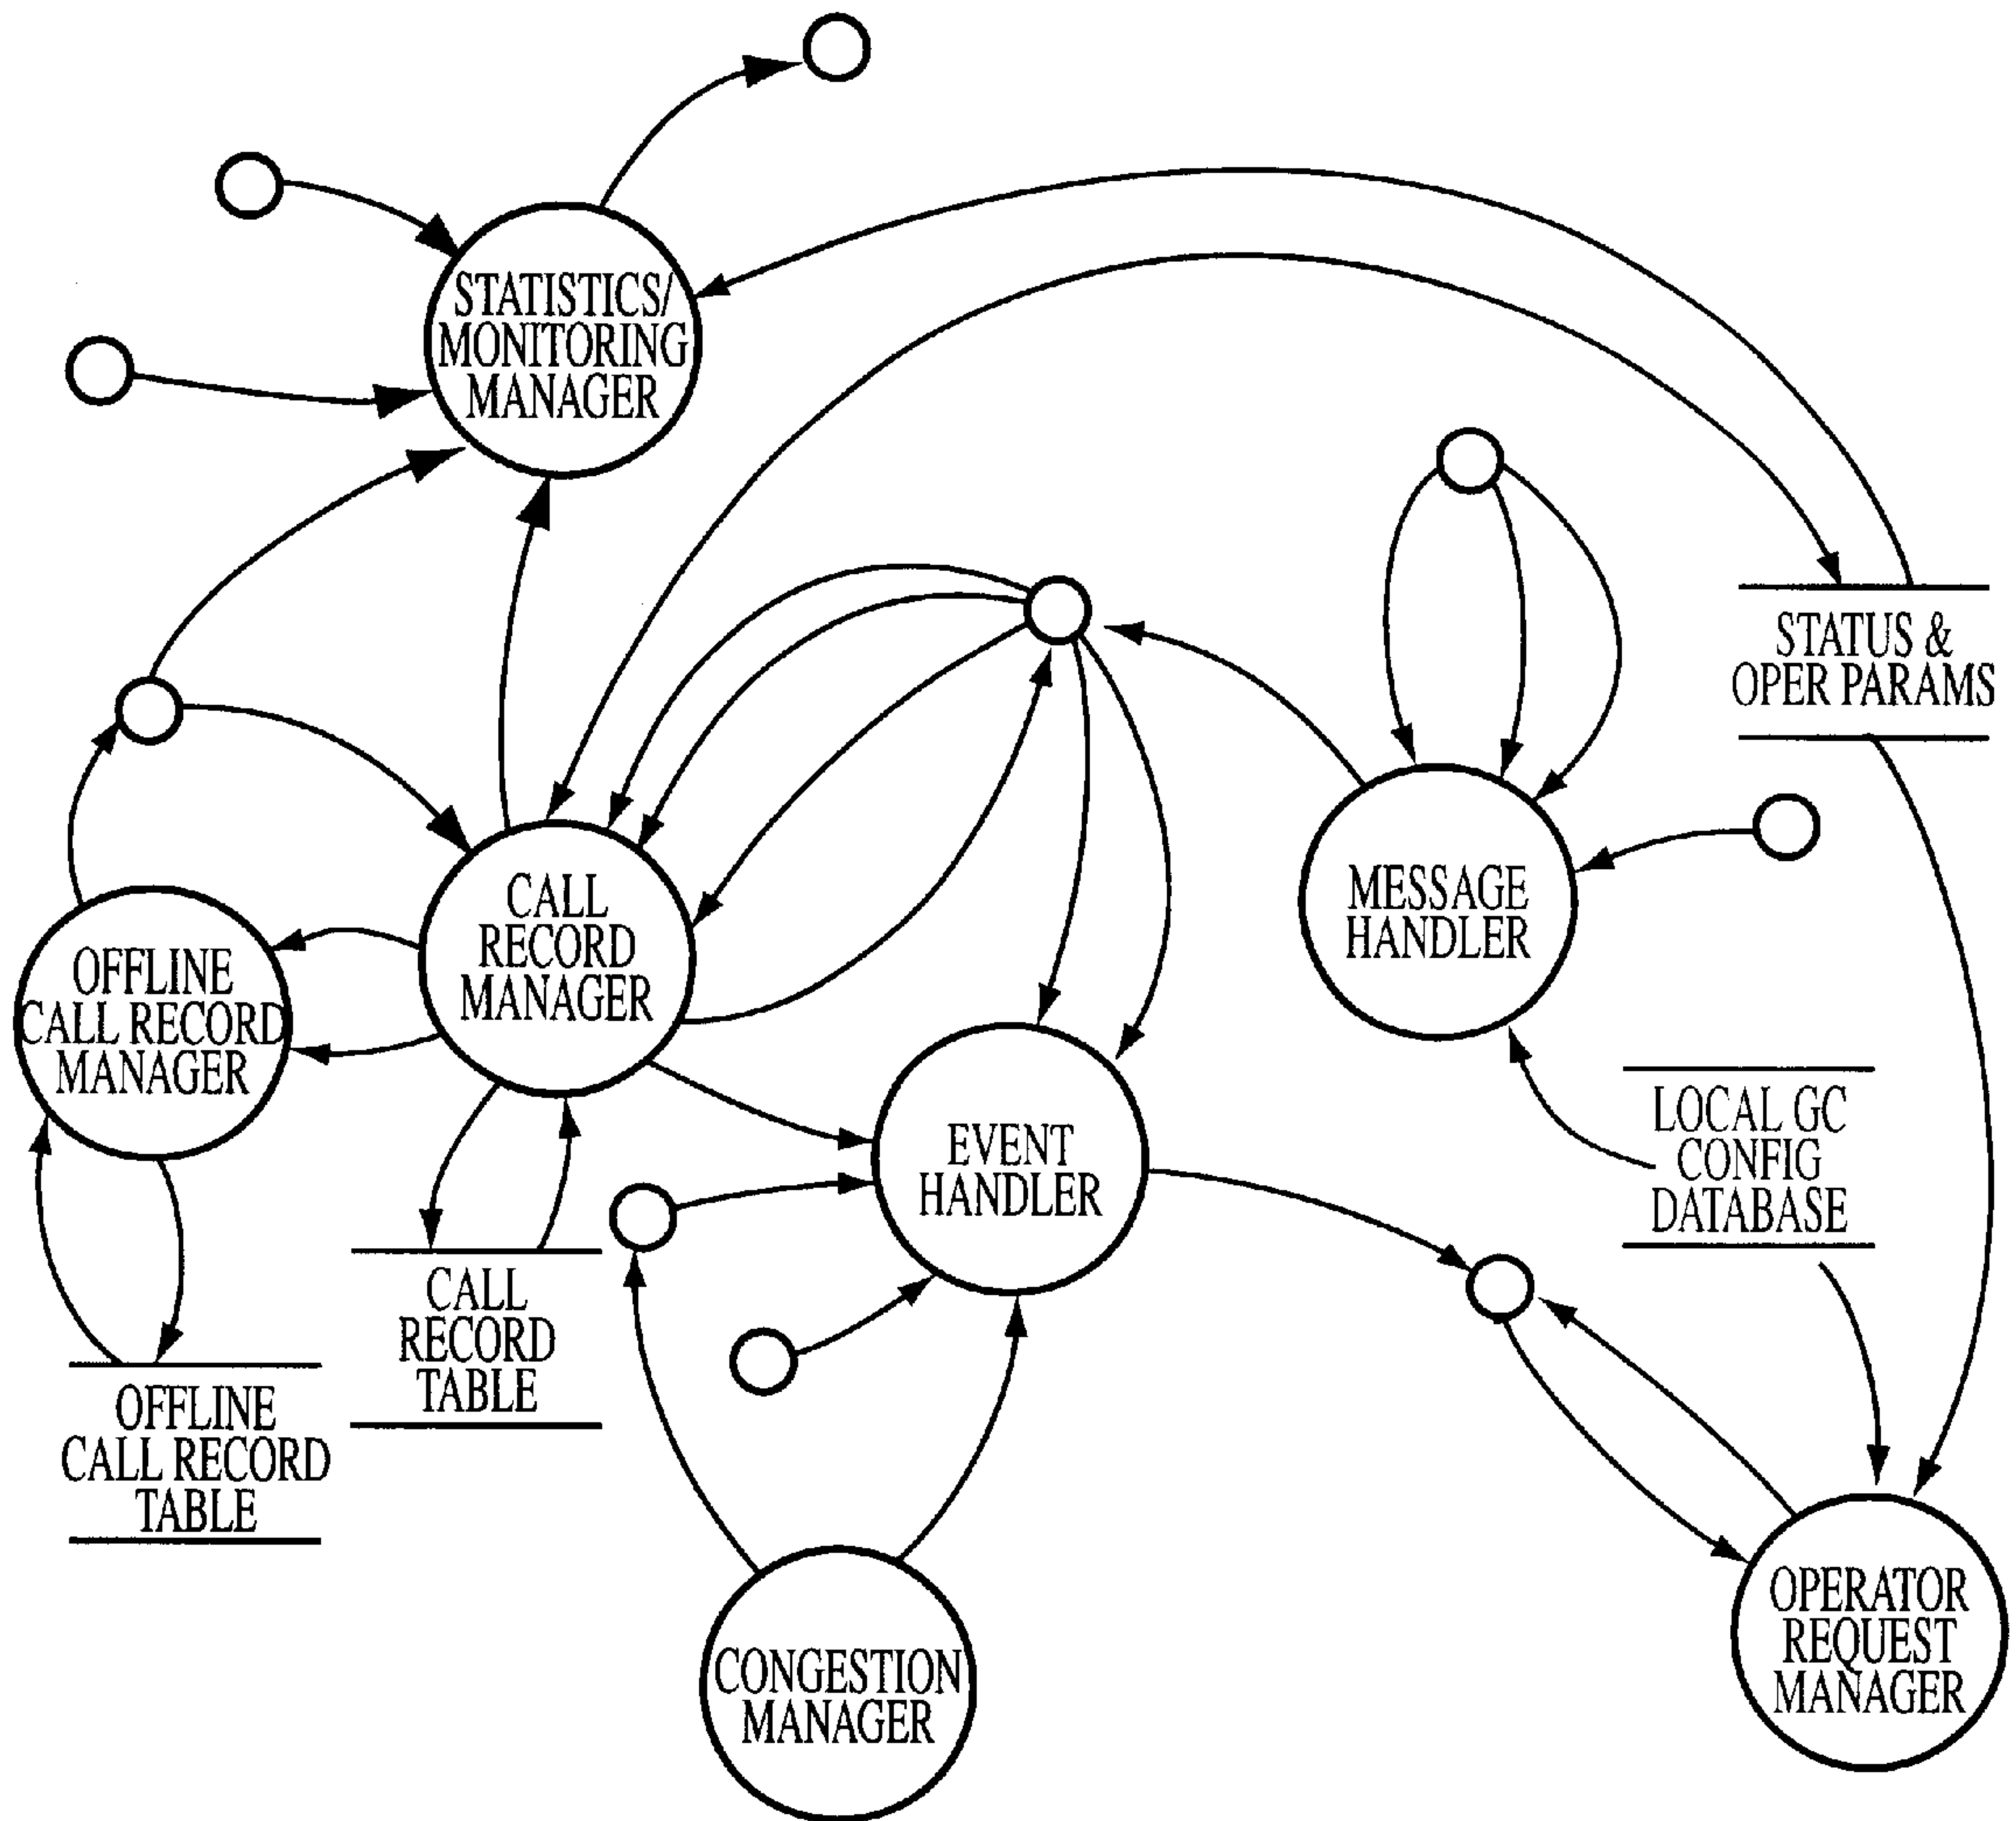 STATISTICS/
MONITORING
MANAGER
STATUS &
OPER PARAMS
CALL
RECORD
MANAGER
MESSAGE
HANDLER
OFFLINE
CALL RECORD
MANAGER
EVENT
HANDLER
LOCAL GC
CONFIG
DATABASE
CALL
RECORD
TABLE
OFFLINE
CALL RECORD
TABLE
CONGESTION
MANAGER
OPERATOR
REQUEST
MANAGER